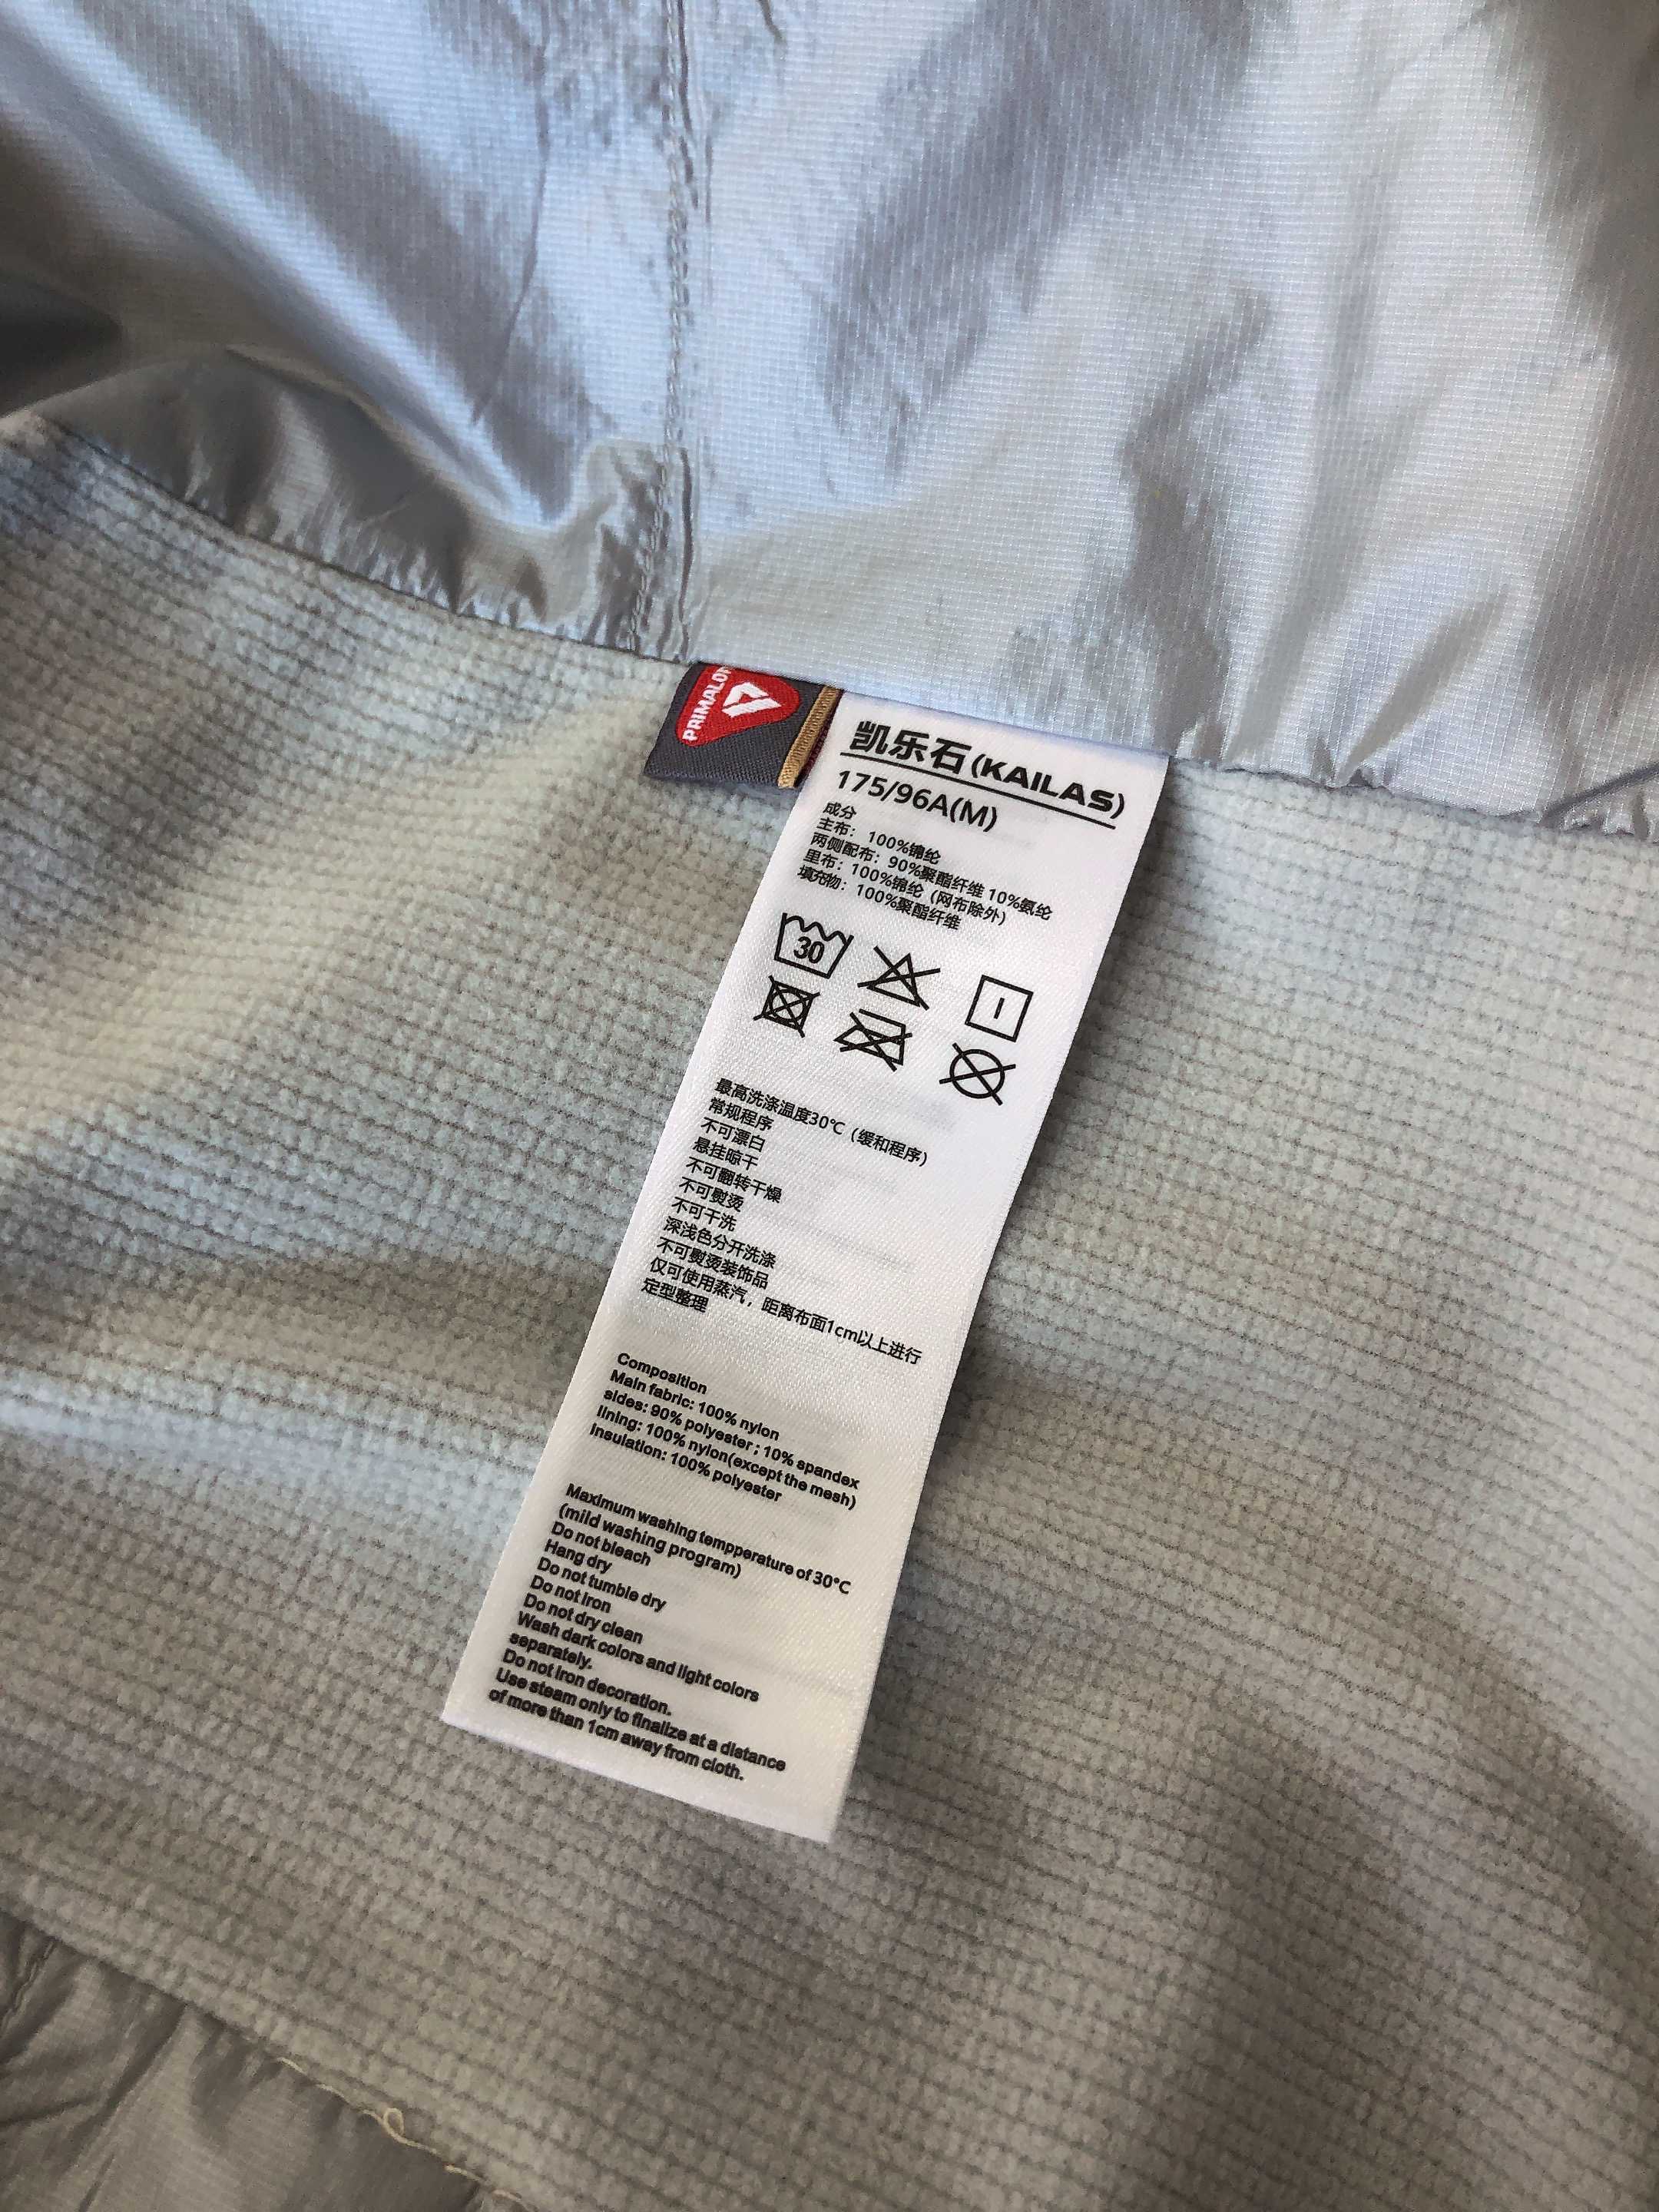 PRIMALOFT
凯乐石(KAILAS)
175/96A(M)
成分
主布：100%锦纶
两侧配布：90%聚酯纤维 10%氨纶
里布：100%锦纶（网布除外）
填充物：100%聚酯纤维
30
最高洗涤温度30℃（缓和程序）
常规程序
不可漂白
悬挂晾干
不可翻转干燥
不可熨烫
不可干洗
深浅色分开洗涤
不可熨烫装饰品
仅可使用蒸汽，距离布面1cm以上进行
定型整理
Composition
Main fabric: 100% nylon
sides: 90% polyester ; 10% spandex
lining: 100% nylon(except the mesh)
insulation: 100% polyester
Maximum washing tempperature of 30℃
(mild washing program)
Do not bleach
Hang dry
Do not tumble dry
Do not iron
Do not dry clean
Wash dark colors and light colors
separately.
Do not iron decoration.
Use steam only to finalize at a distance
of more than 1cm away from cloth.